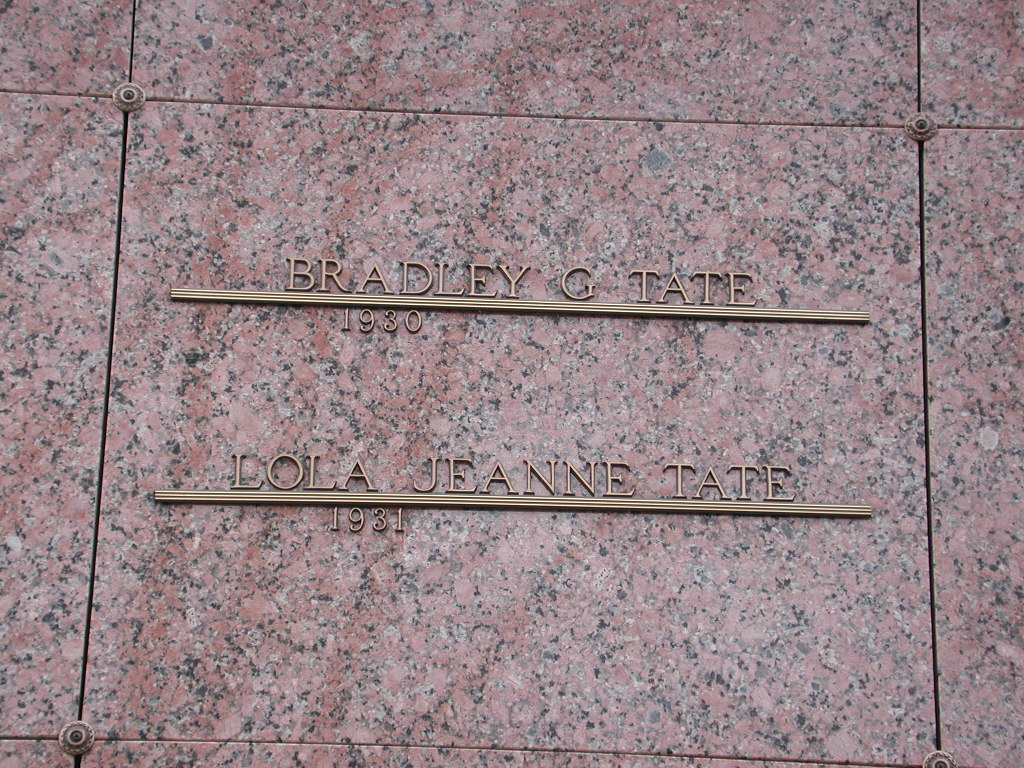 BRADLEY G TATE
1930
LOLA JEANNE TATE
1931